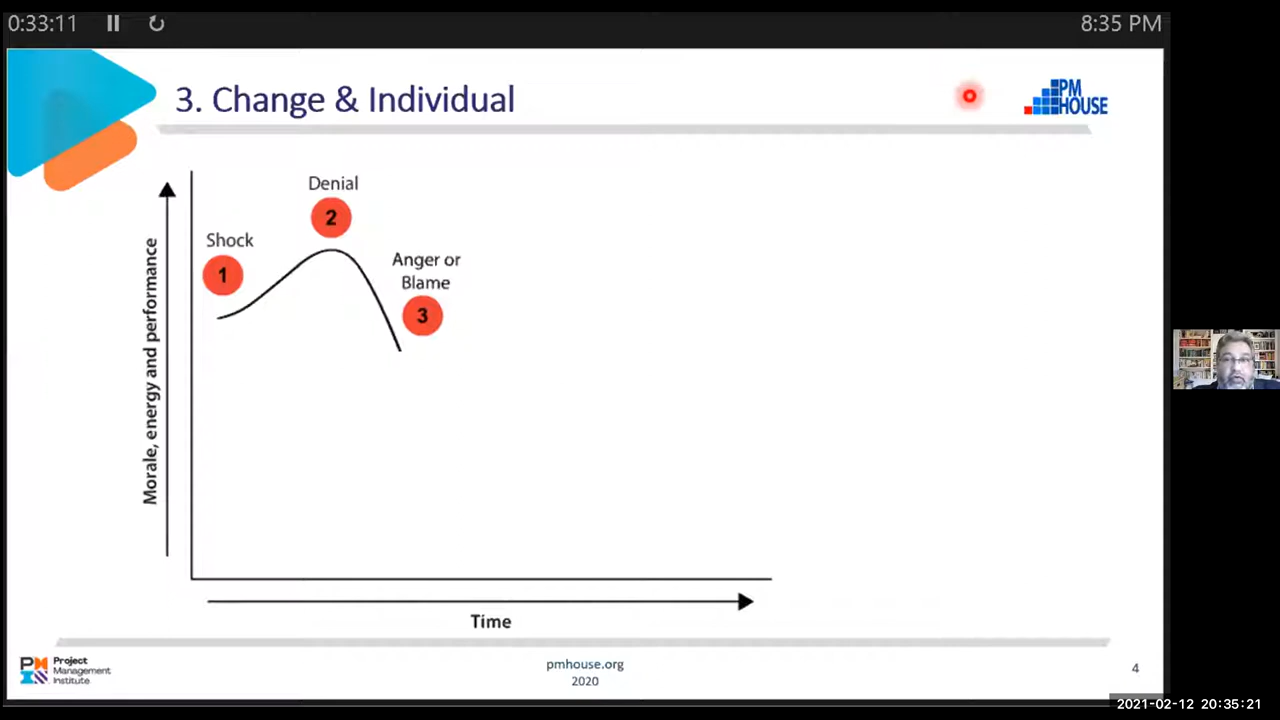 0:33:11
8:35 PM
3. Change & Individual
PM
HOUSE
Denial
2
Shock
1
Anger or
Blame
3
Morale, energy and performance
Time
Project
Management
Institute.
pmhouse.org
2020
4
2021-02-12 20:35:21